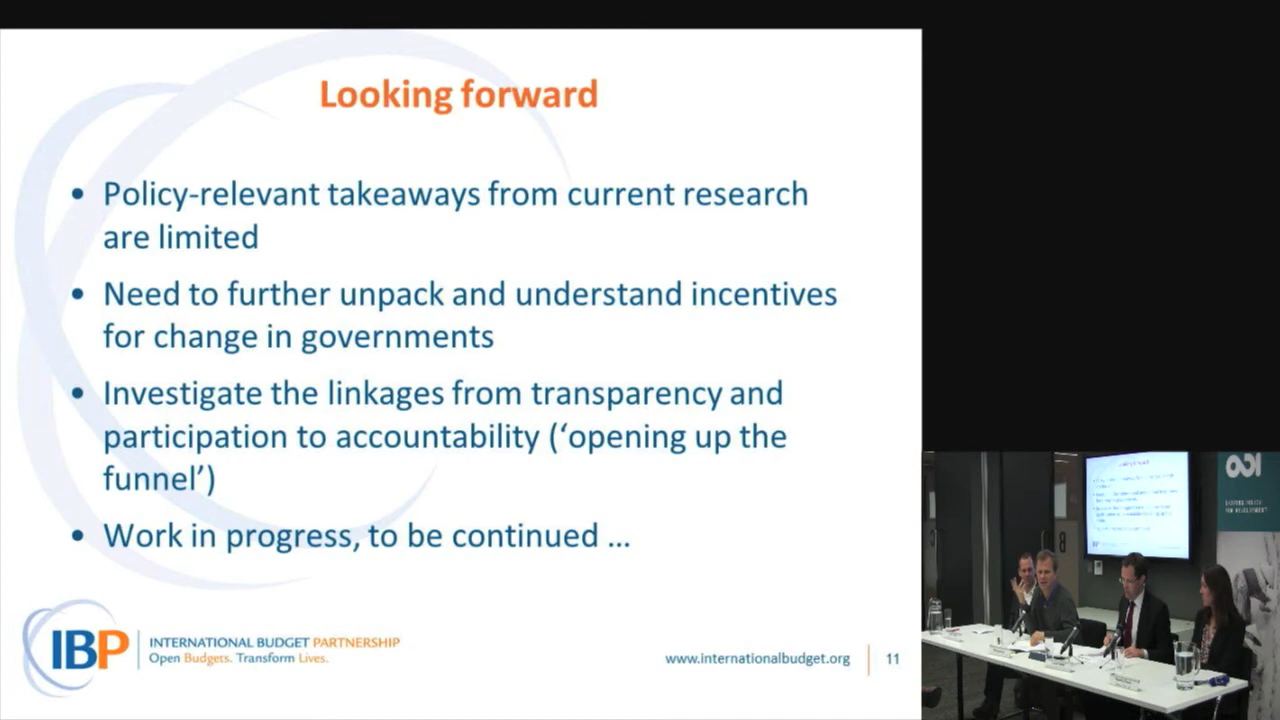 Looking forward
• Policy-relevant takeaways from current research
are limited
• Need to further unpack and understand incentives
for change in governments
• Investigate the linkages from transparency and
participation to accountability (‘opening up the
funnel’)
• Work in progress, to be continued ...
IBP
INTERNATIONAL BUDGET PARTNERSHIP
Open Budgets. Transform Lives.
www.internationalbudget.org
11
Looking forward
B